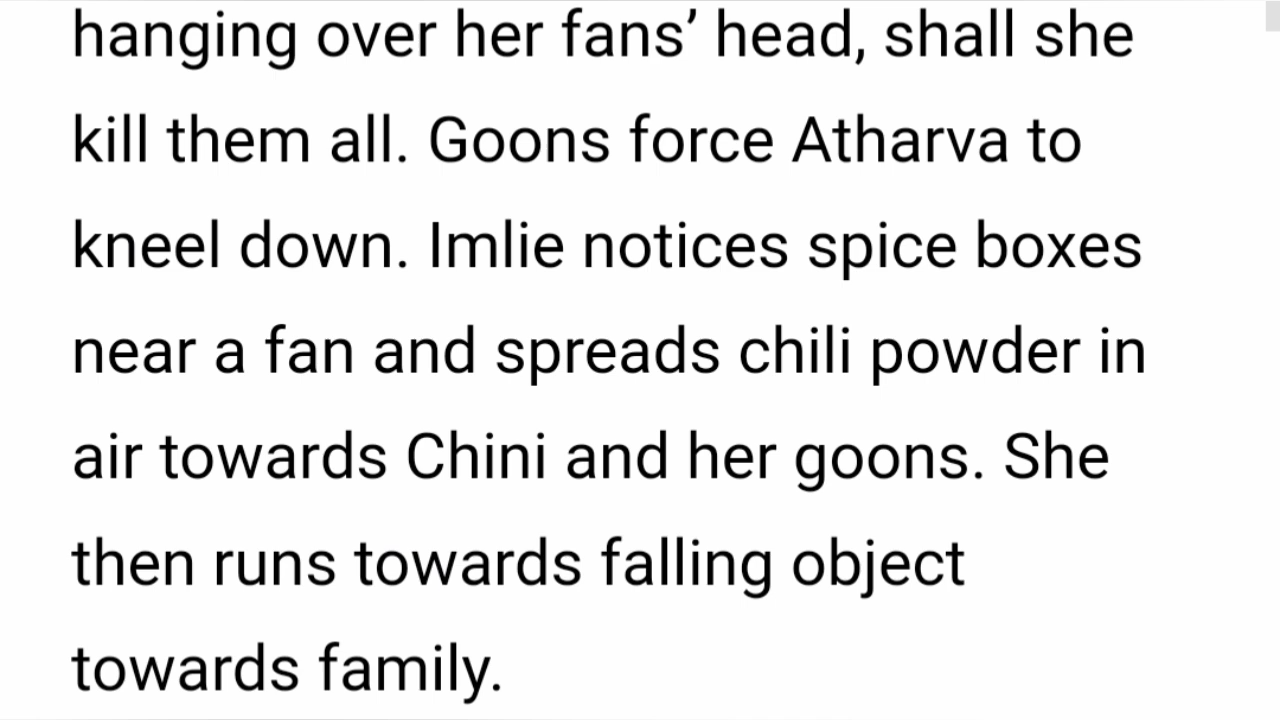 hanging over her fans’ head, shall she
kill them all. Goons force Atharva to
kneel down. Imlie notices spice boxes
near a fan and spreads chili powder in
air towards Chini and her goons. She
then runs towards falling object
towards family.